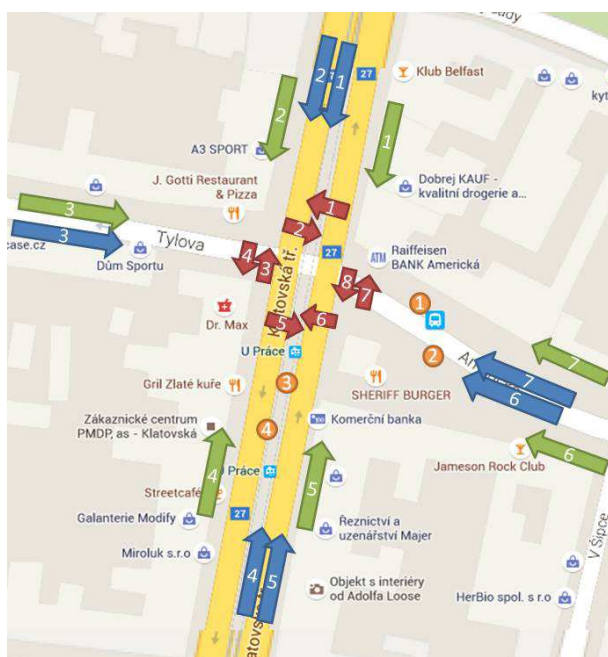 27
Klub Belfast
kyt
2
1
2
1
A3 SPORT
J. Gotti Restaurant
& Pizza
Dobrej KAUF -
kvalitní drogerie a...
3
3
Tylova
case.cz
Dům Sportu
1
2
27
4
3
Klatovská tř.
Raiffeisen
BANK Americká
ATM
8
7
1
2
Dr. Max
5
6
U Práce
3
Gril Zlaté kuře
SHERIFF BURGER
7
7
6
6
4
Zákaznické centrum
PMDP, as - Klatovská
Komerční banka
Jameson Rock Club
4
5
U Práce
Streetcafé
27
Galanterie Modify
Řeznictví a
uzenářství Majer
Miroluk s.r.o
4
5
Objekt s interiéry
od Adolfa Loose
HerBio spol. s r.o
V Šipce